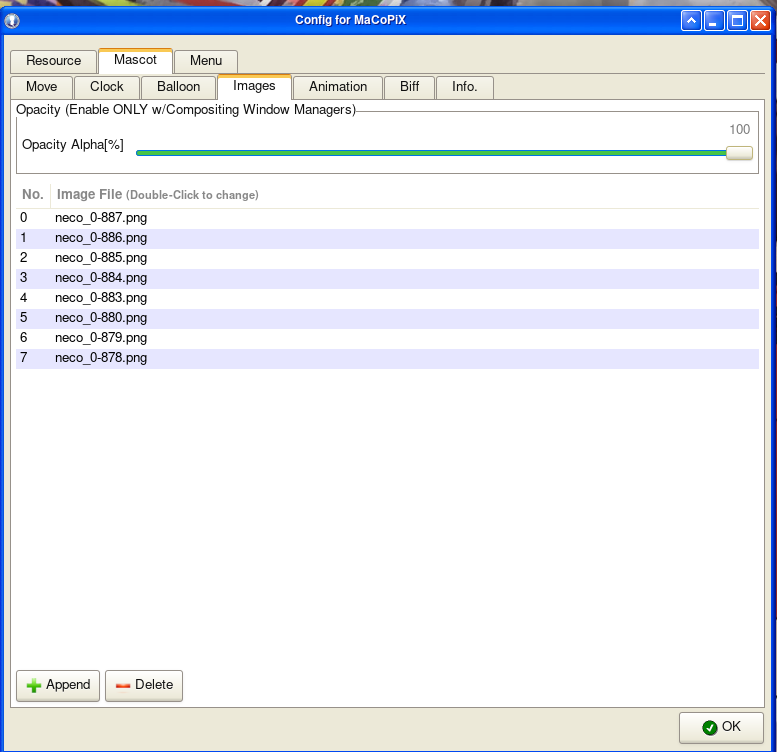 Config for MaCoPiX
Resource Mascot Menu
Move Clock Balloon Images Animation Biff Info.
Opacity (Enable ONLY w/Compositing Window Managers)
100
Opacity Alpha[%]
No. Image File (Double-Click to change)
0 neco_0-887.png
1 neco_0-886.png
2 neco_0-885.png
3 neco_0-884.png
4 neco_0-883.png
5 neco_0-880.png
6 neco_0-879.png
7 neco_0-878.png
Append Delete
OK